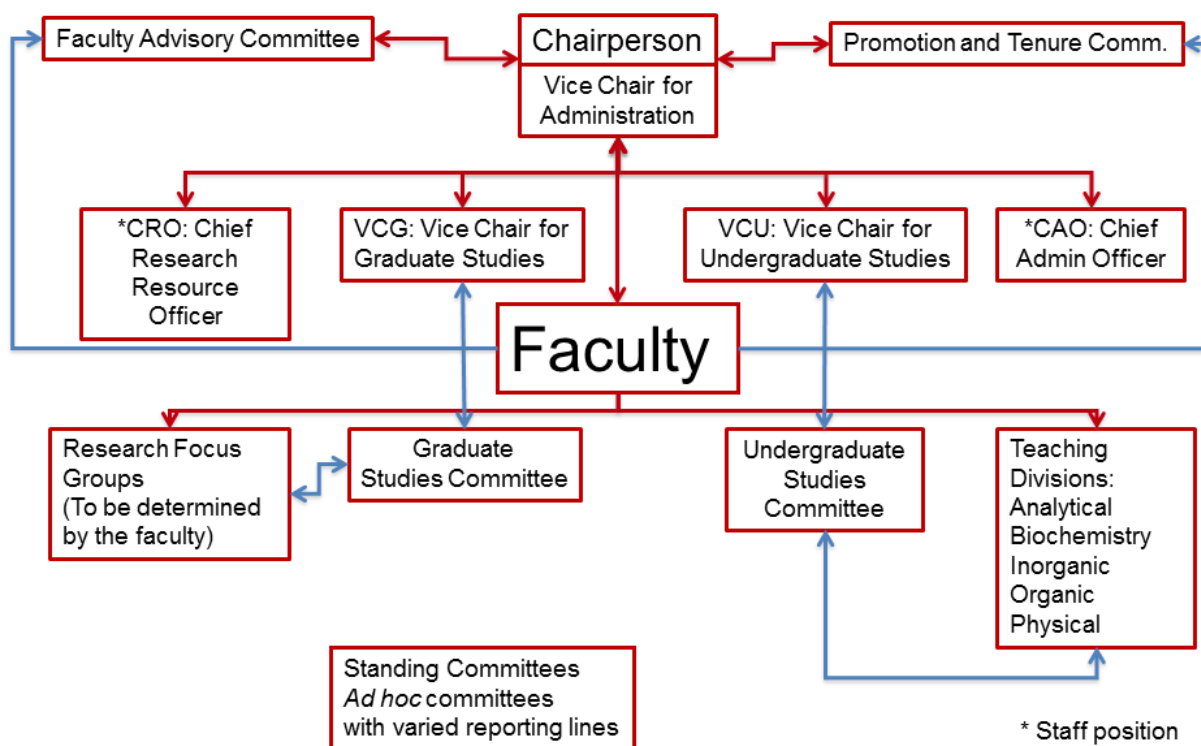 Faculty Advisory Committee
Chairperson
Vice Chair for
Administration
Promotion and Tenure Comm.
*CRO: Chief
Research
Resource
Officer
VCG: Vice Chair for
Graduate Studies
VCU: Vice Chair for
Undergraduate Studies
*CAO: Chief
Admin Officer
Faculty
Research Focus
Groups
(To be determined
by the faculty)
Graduate
Studies Committee
Undergraduate
Studies
Committee
Teaching
Divisions:
Analytical
Biochemistry
Inorganic
Organic
Physical
Standing Committees
Ad hoc committees
with varied reporting lines
* Staff position